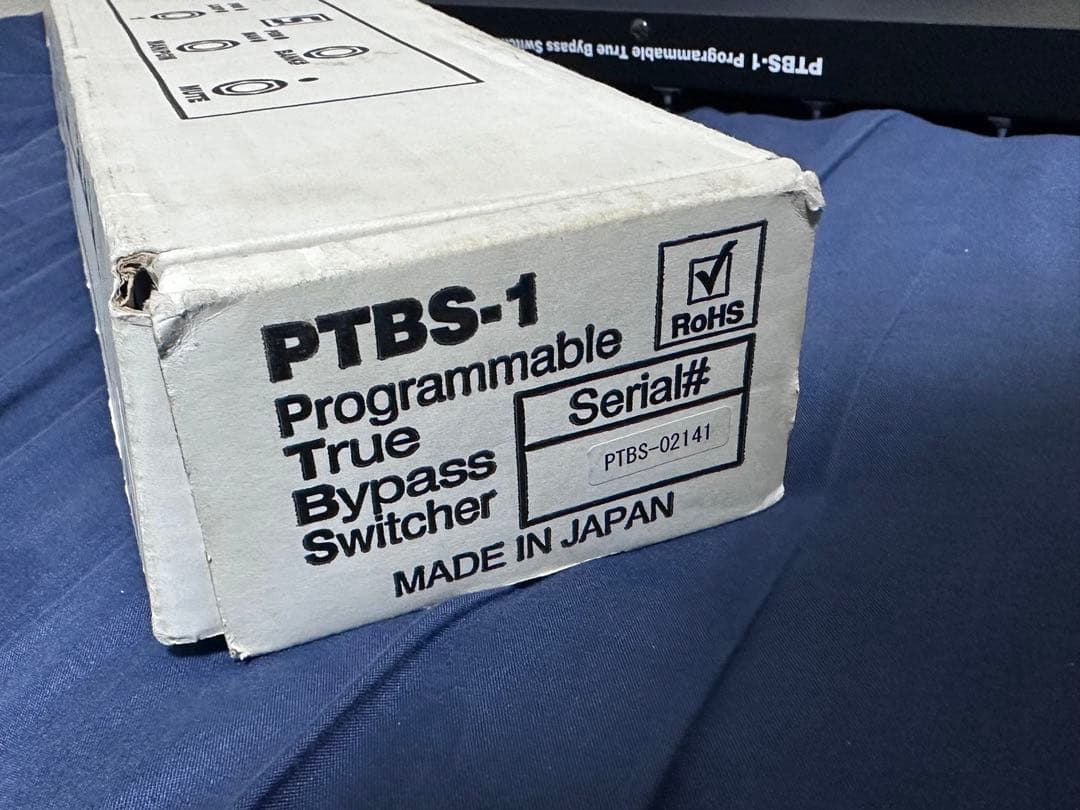 PTBS-1 Programmable True Bypass
MUTE
BANKS
PTBS-1
Programmable
True
Bypass
Switcher
RoHS
Serial#
PTBS-02141
MADE IN JAPAN